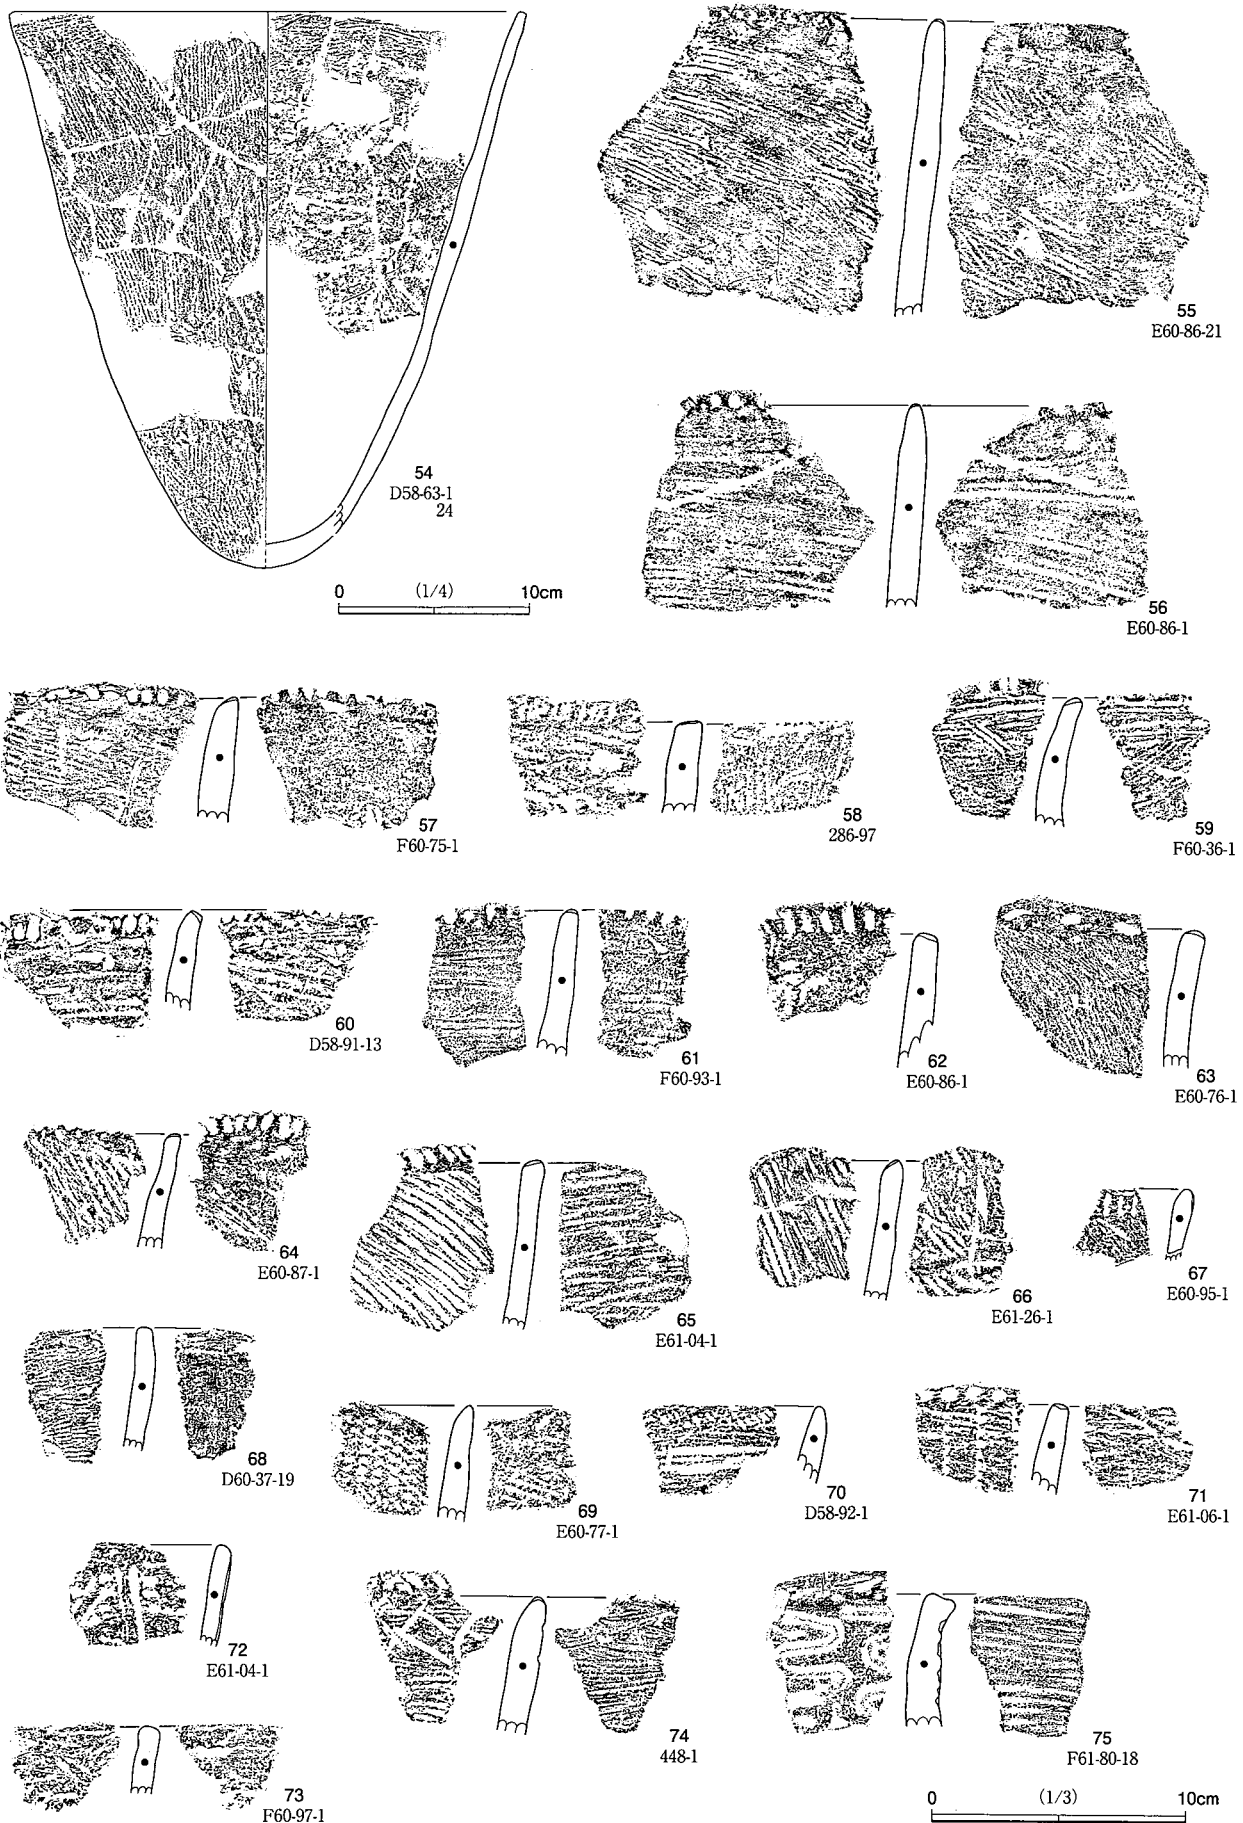 54
D58-63-1
24
0 (1/4) 10cm
55
E60-86-21
56
E60-86-1
57
F60-75-1
58
286-97
59
F60-36-1
60
D58-91-13
61
F60-93-1
62
E60-86-1
63
E60-76-1
64
E60-87-1
65
E61-04-1
66
E61-26-1
67
E60-95-1
68
D60-37-19
69
E60-77-1
70
D58-92-1
71
E61-06-1
72
E61-04-1
73
F60-97-1
74
448-1
75
F61-80-18
0 (1/3) 10cm